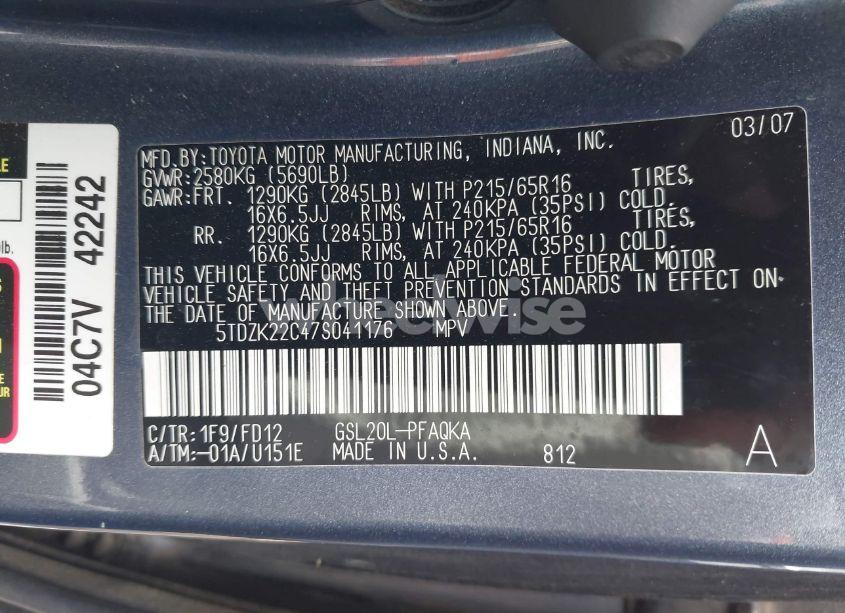 MFD.BY:TOYOTA MOTOR MANUFACTURING, INDIANA, INC. 03/07
GVWR:2580KG (5690LB)
GAWR:FRT. 1290KG (2845LB) WITH P215/65R16 TIRES,
16X6.5JJ RIMS, AT 240KPA (35PSI) COLD.
RR. 1290KG (2845LB) WITH P215/65R16 TIRES,
16X6.5JJ RIMS, AT 240KPA (35PSI) COLD.
THIS VEHICLE CONFORMS TO ALL APPLICABLE FEDERAL MOTOR
VEHICLE SAFETY AND THEFT PREVENTION STANDARDS IN EFFECT ON
THE DATE OF MANUFACTURE SHOWN ABOVE.
5TDZK22C47S041176 MPV
C/TR:1F9/FD12 GSL20L-PFAQKA
A/TM:-01A/U151E MADE IN U.S.A. 812 A
04C7V 42242
lb.
UR
wheelwise